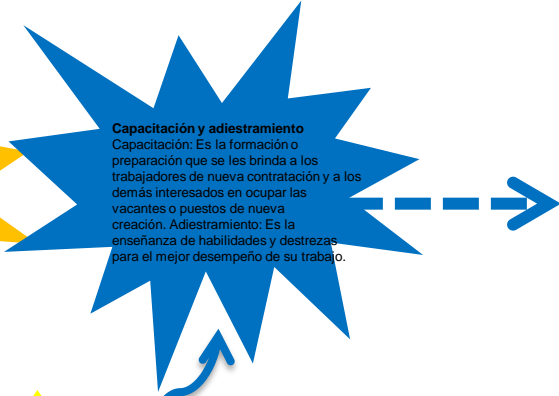 Capacitación y adiestramiento
Capacitación: Es la formación o
preparación que se les brinda a los
trabajadores de nueva contratación y a los
demás interesados en ocupar las
vacantes o puestos de nueva
creación. Adiestramiento: Es la
enseñanza de habilidades y destrezas
para el mejor desempeño de su trabajo.